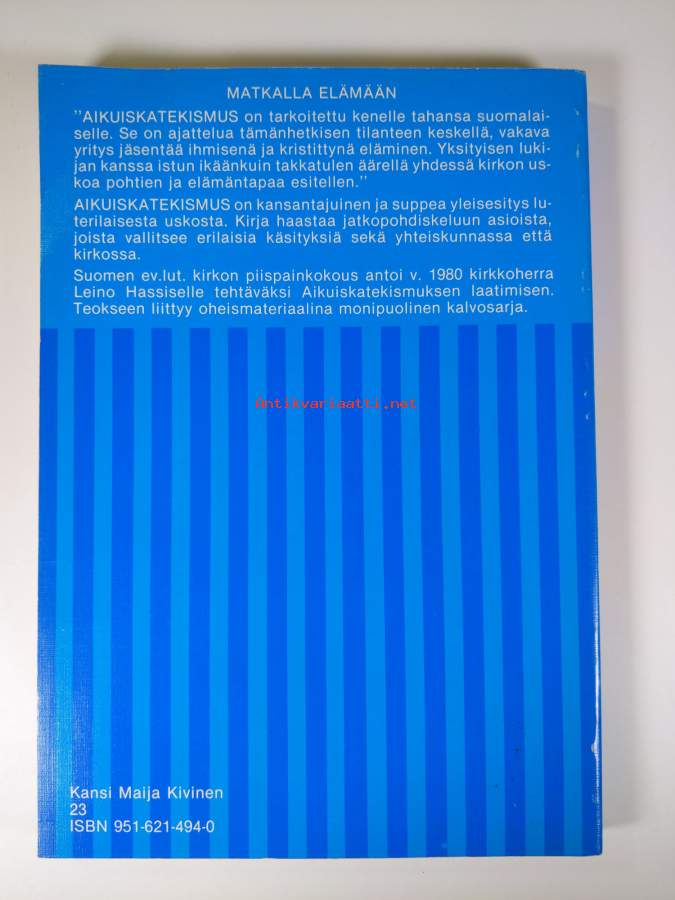 MATKALLA ELÄMÄÄN
"AIKUISKATEKISMUS on tarkoitettu kenelle tahansa suomalai-
selle. Se on ajattelua tämänhetkisen tilanteen keskellä, vakava
yritys jäsentää ihmisenä ja kristittynä eläminen. Yksityisen luki-
jan kanssa istun ikäänkuin takkatulen äärellä yhdessä kirkon us-
koa pohtien ja elämäntapaa esitellen."
AIKUISKATEKISMUS on kansantajuinen ja suppea yleisesitys lu-
terilaisesta uskosta. Kirja haastaa jatkopohdiskeluun asioista,
joista vallitsee erilaisia käsityksiä sekä yhteiskunnassa että
kirkossa.
Suomen ev.lut. kirkon piispainkokous antoi v. 1980 kirkkoherra
Leino Hassiselle tehtäväksi Aikuiskatekismuksen laatimisen.
Teokseen liittyy oheismateriaalina monipuolinen kalvosarja.
Antikvariaatti.net
Kansi Maija Kivinen
23
ISBN 951-621-494-0